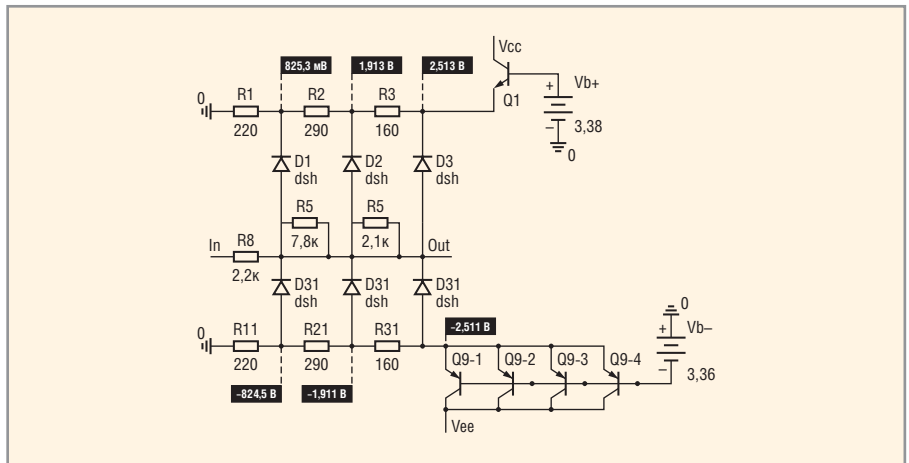 Vcc
825,3 мВ 1,913 В 2,513 В
Vb+
R1 R2 R3 Q1
0 +
220 290 160 – 3,38
0
D1 D2 D3
dsh dsh dsh
R5 R5
In R8 7,8к 2,1к Out
2,2к
D31 D31 D31
dsh dsh dsh
0
R11 R21 R31 -2,511 В + Vb–
0
220 290 160 Q9-1 Q9-2 Q9-3 Q9-4 –
3,36
-824,5 В -1,911 В
Vee